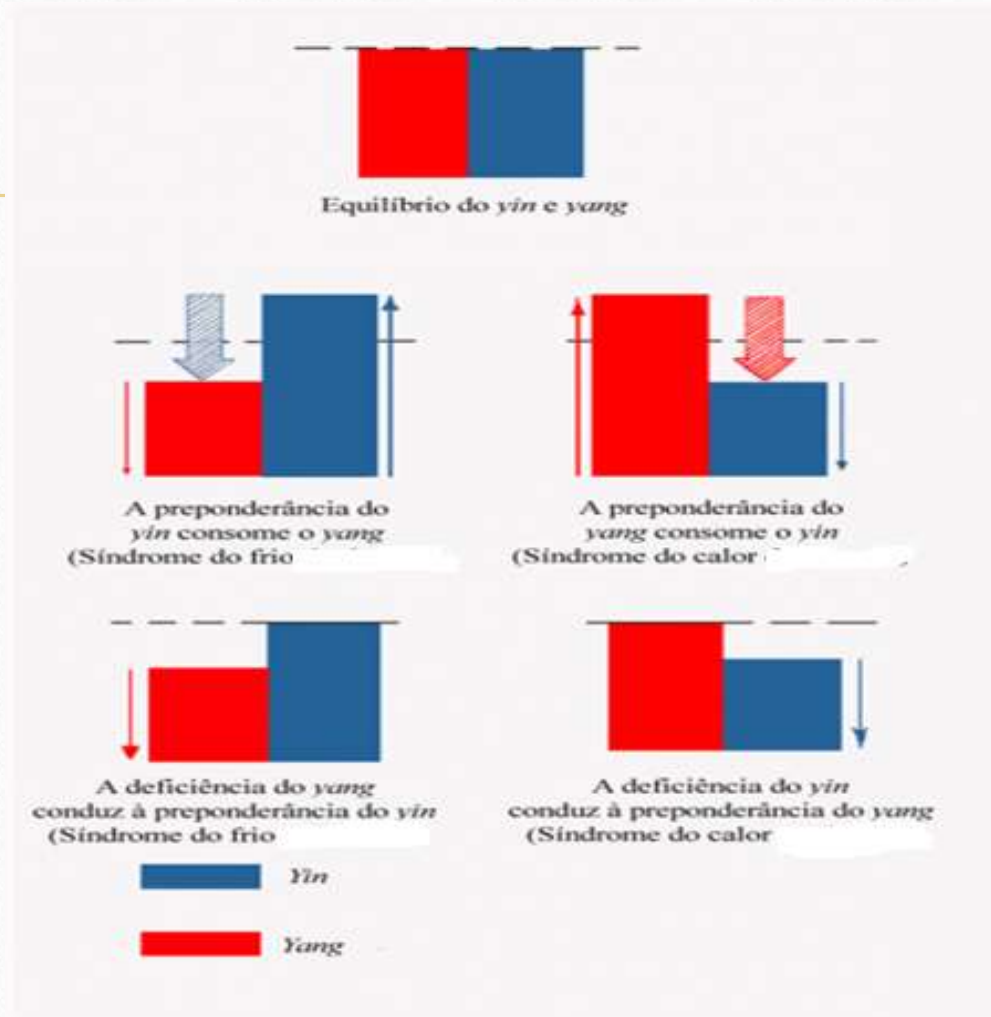 Equilíbrio do yin e yang
A preponderância do
yin consome o yang
(Síndrome do frio
A preponderância do
yang consome o yin
(Síndrome do calor
A deficiência do yang
conduz à preponderância do yin
(Síndrome do frio
A deficiência do yin
conduz à preponderância do yang
(Síndrome do calor
Yin
Yang